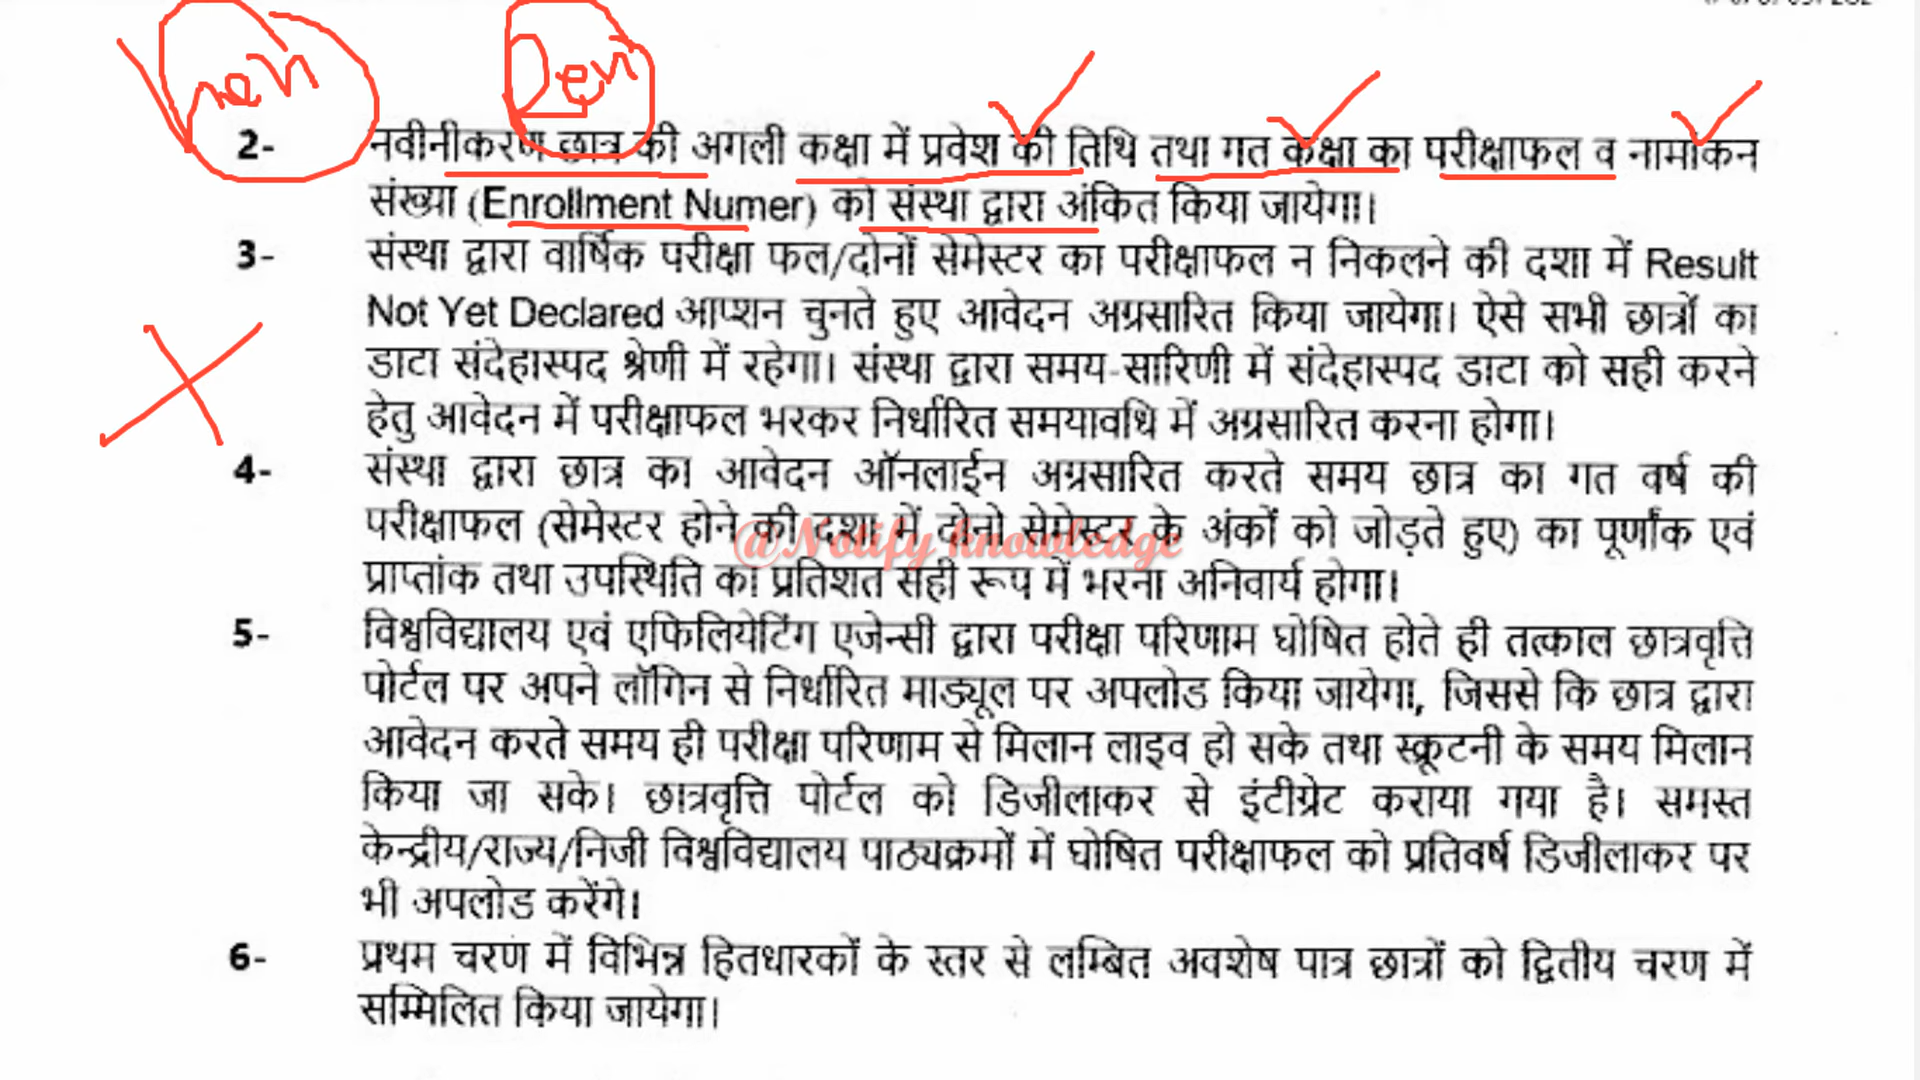 2- नवीनीकरण छात्र की अगली कक्षा में प्रवेश की तिथि तथा गत कक्षा का परीक्षाफल व नामांकन
संख्या (Enrollment Numer) को संस्था द्वारा अंकित किया जायेगा।
3- संस्था द्वारा वार्षिक परीक्षा फल/दोनों सेमेस्टर का परीक्षाफल न निकलने की दशा में Result
Not Yet Declared आप्शन चुनते हुए आवेदन अग्रसारित किया जायेगा। ऐसे सभी छात्रों का
डाटा संदेहास्पद श्रेणी में रहेगा। संस्था द्वारा समय-सारिणी में संदेहास्पद डाटा को सही करने
हेतु आवेदन में परीक्षाफल भरकर निर्धारित समयावधि में अग्रसारित करना होगा।
4- संस्था द्वारा छात्र का आवेदन ऑनलाईन अग्रसारित करते समय छात्र का गत वर्ष की
परीक्षाफल (सेमेस्टर होने की दशा में दोनो सेमेस्टर के अंकों को जोड़ते हुए) का पूर्णांक एवं
@Notify knowledge
प्राप्तांक तथा उपस्थिति का प्रतिशत सही रूप में भरना अनिवार्य होगा।
5- विश्वविद्यालय एवं एफिलियेटिंग एजेन्सी द्वारा परीक्षा परिणाम घोषित होते ही तत्काल छात्रवृत्ति
पोर्टल पर अपने लॉगिन से निर्धारित माड्यूल पर अपलोड किया जायेगा, जिससे कि छात्र द्वारा
आवेदन करते समय ही परीक्षा परिणाम से मिलान लाइव हो सके तथा स्क्रूटनी के समय मिलान
किया जा सके। छात्रवृत्ति पोर्टल को डिजीलाकर से इंटीग्रेट कराया गया है। समस्त
केन्द्रीय/राज्य/निजी विश्वविद्यालय पाठ्यक्रमों में घोषित परीक्षाफल को प्रतिवर्ष डिजीलाकर पर
भी अपलोड करेंगे।
6- प्रथम चरण में विभिन्न हितधारकों के स्तर से लम्बित अवशेष पात्र छात्रों को द्वितीय चरण में
सम्मिलित किया जायेगा।